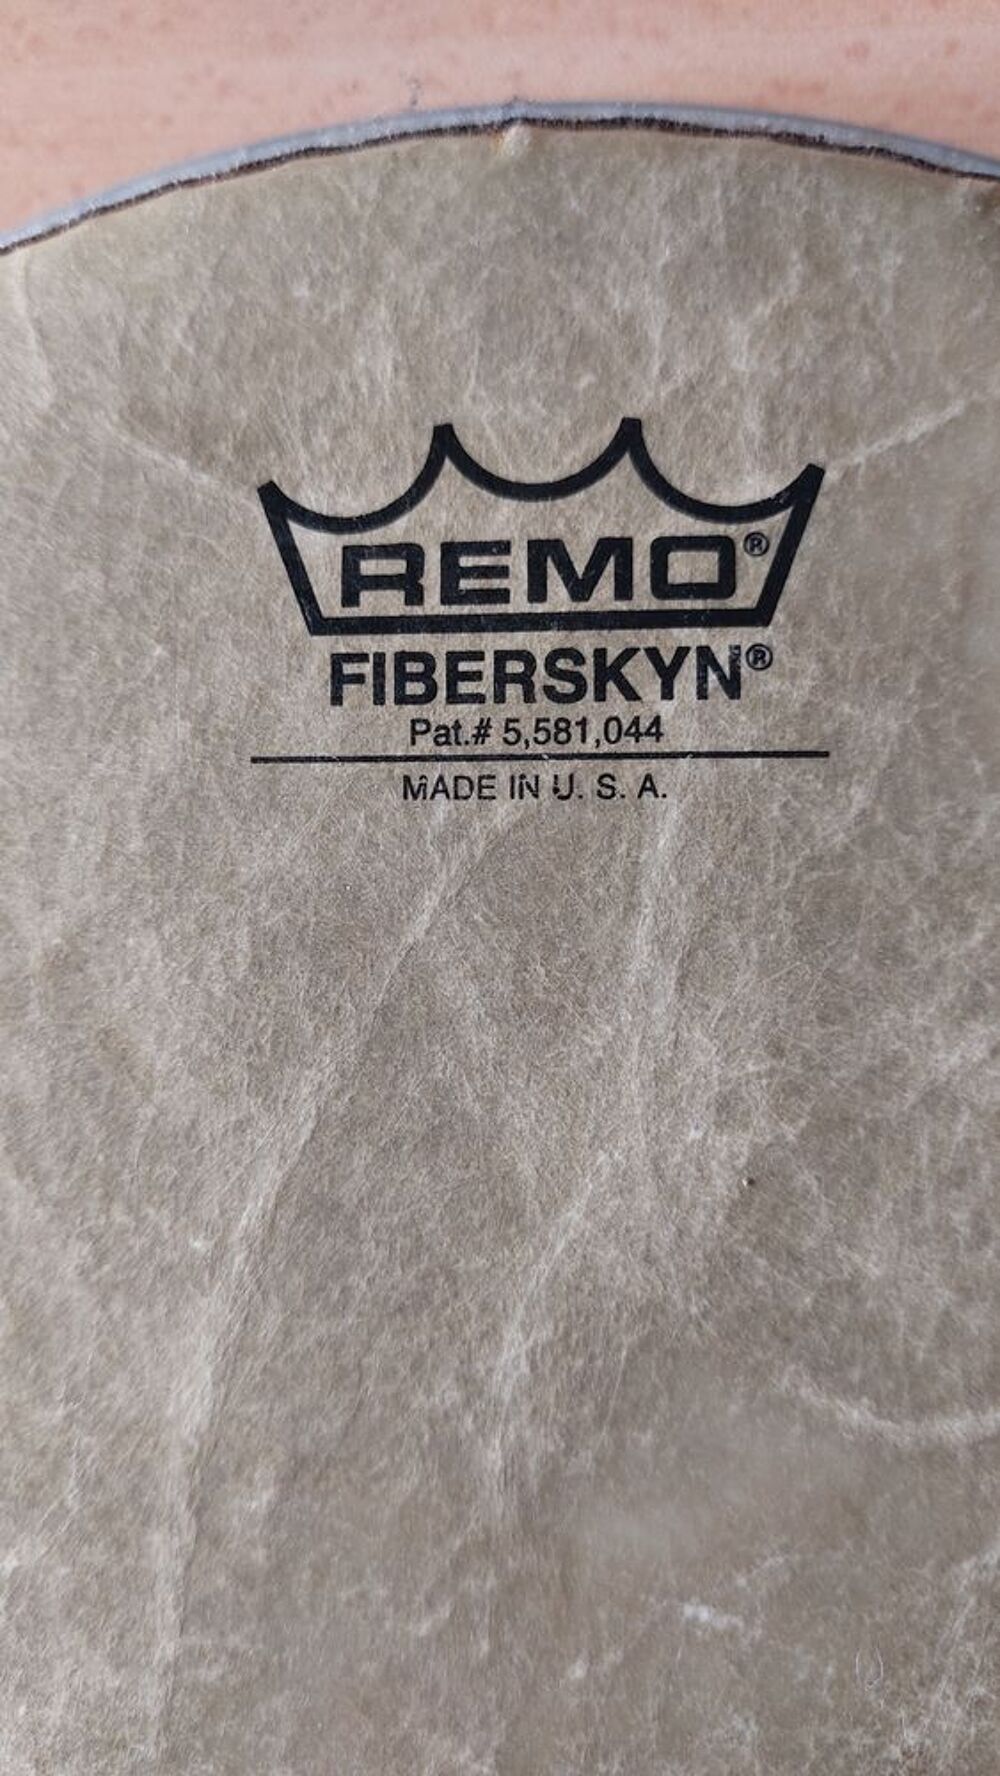 REMO®
FIBERSKYN®
Pat.# 5,581,044
MADE IN U. S. A.